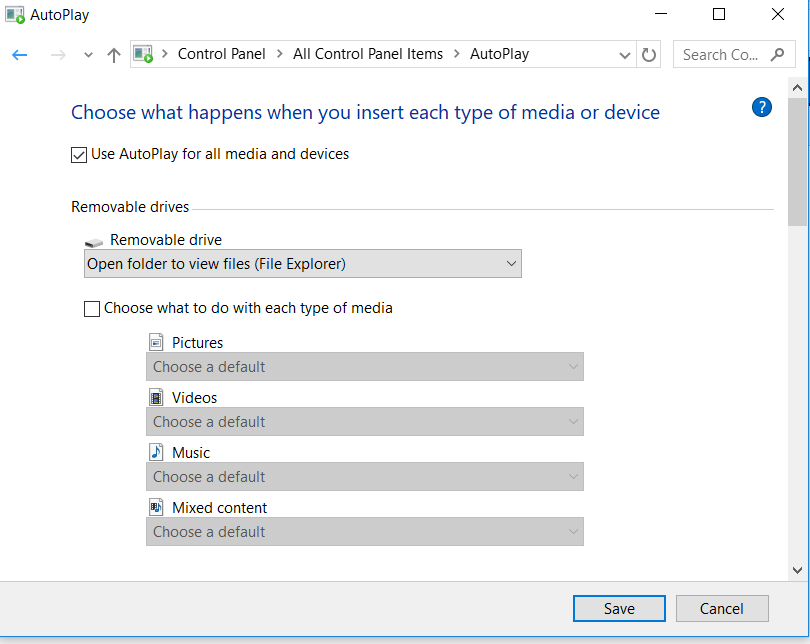 AutoPlay
Control Panel > All Control Panel Items > AutoPlay
Search Co...
Choose what happens when you insert each type of media or device
?
Use AutoPlay for all media and devices
Removable drives
Removable drive
Open folder to view files (File Explorer)
Choose what to do with each type of media
Pictures
Choose a default
Videos
Choose a default
Music
Choose a default
Mixed content
Choose a default
Save Cancel